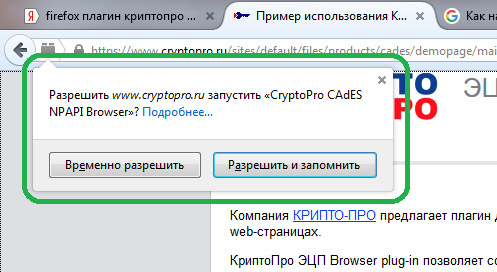 firefox плагин криптопро ...
Пример использования К...
Как на
https://www.cryptopro.ru/sites/default/files/products/cades/demopage/mai
Разрешить www.cryptopro.ru запустить «CryptoPro CAdES
NPAPI Browser»? Подробнее...
ТО
ЭЦ
РО
Временно разрешить
Разрешить и запомнить
Компания КРИПТО-ПРО предлагает плагин д
web-страницах.
КриптоПро ЭЦП Browser plug-in позволяет со